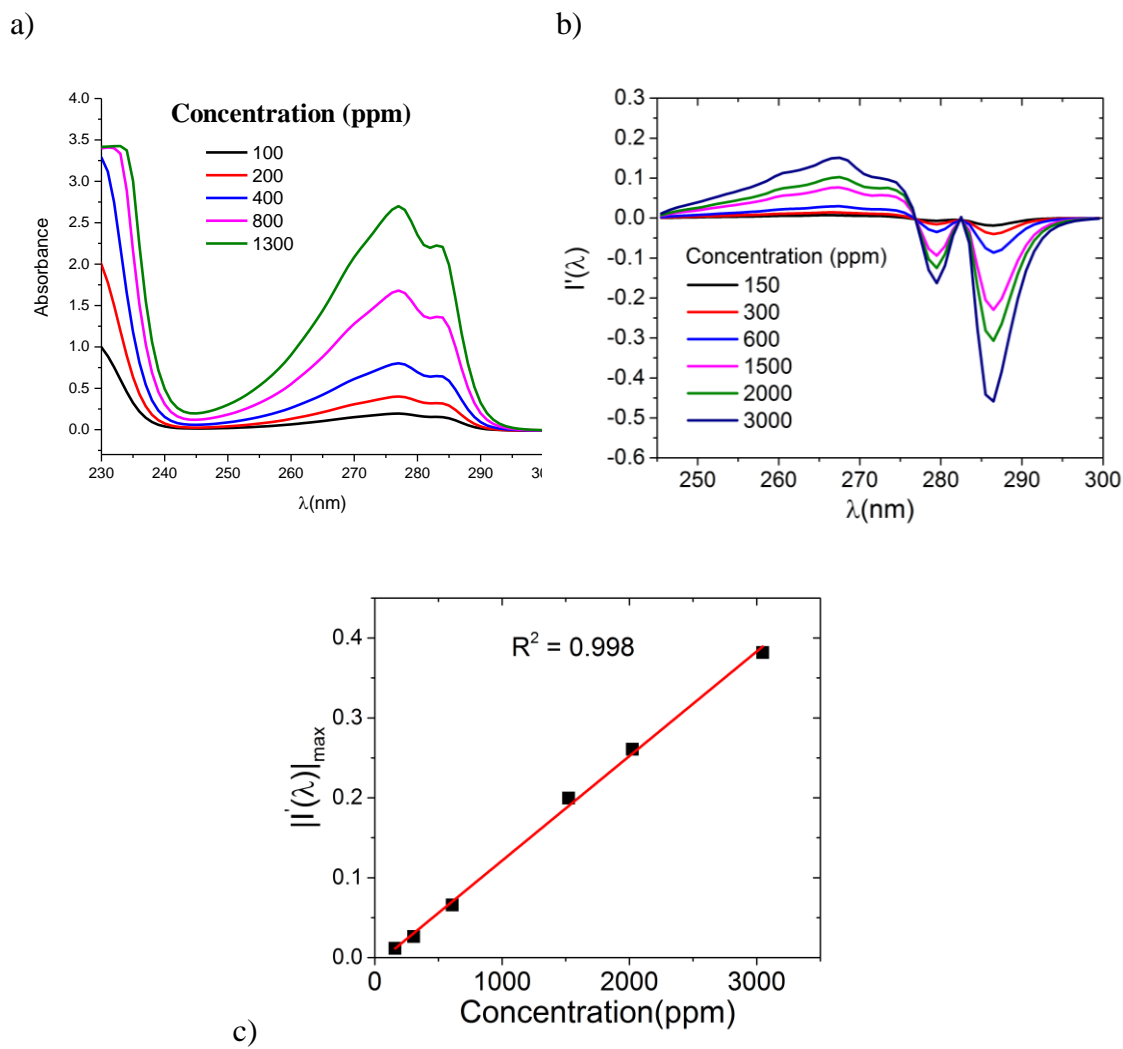 a)
b)
Concentration (ppm)
100
200
400
800
1300
4.0
3.5
3.0
2.5
2.0
1.5
1.0
0.5
0.0
Absorbance
230 240 250 260 270 280 290 30
λ(nm)
0.3
0.2
0.1
0.0
-0.1
-0.2
-0.3
-0.4
-0.5
-0.6
I'(λ)
Concentration (ppm)
150
300
600
1500
2000
3000
250 260 270 280 290 300
λ(nm)
R² = 0.998
0.4
0.3
0.2
0.1
0.0
|I'(λ)|max
0 1000 2000 3000
Concentration(ppm)
c)